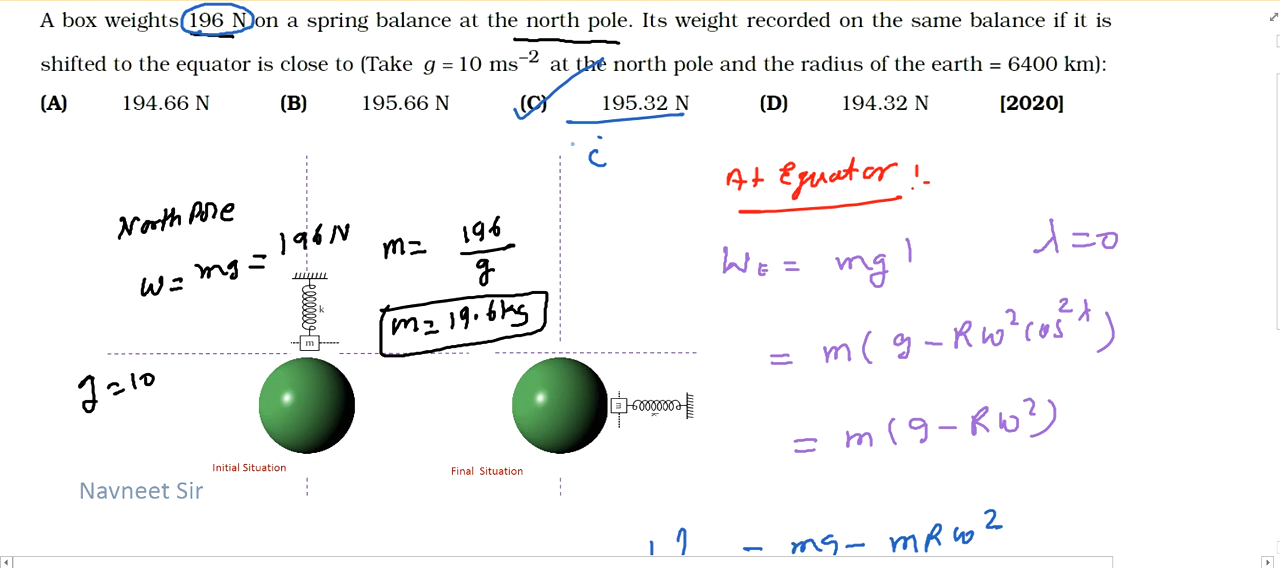 A box weights 196 N on a spring balance at the north pole. Its weight recorded on the same balance if it is
shifted to the equator is close to (Take g = 10 ms⁻² at the north pole and the radius of the earth = 6400 km):
(A) 194.66 N (B) 195.66 N (C) 195.32 N (D) 194.32 N [2020]
At Equator :-
North Pole
w = mg = 196 N
m = 196/g
m = 19.6 kg
g = 10
k
m
W_E = mg' λ = 0
= m(g - Rω² cos² λ)
= m(g - Rω²)
m
Initial Situation
Final Situation
Navneet Sir
= mg - mRω²